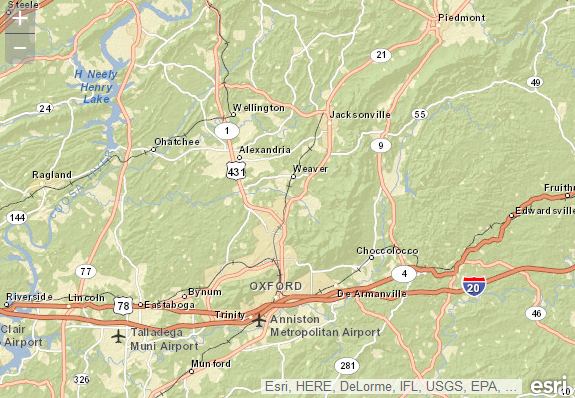 Steele
+
−
Piedmont
21
H Neely
Henry
Lake
49
24
Wellington
Jacksonville
55
1
9
Ohatchee
Alexandria
431
Weaver
Ragland
COOSA RIVER
Fruithu
Edwardsville
144
Choccolocco
77
4
OXFORD
20
Riverside
Lincoln
78
Bynum
Eastaboga
De Armanville
Trinity
Anniston
Metropolitan Airport
46
Clair
Airport
Talladega
Muni Airport
Munford
281
326
Esri, HERE, DeLorme, IFL, USGS, EPA, ...
esri